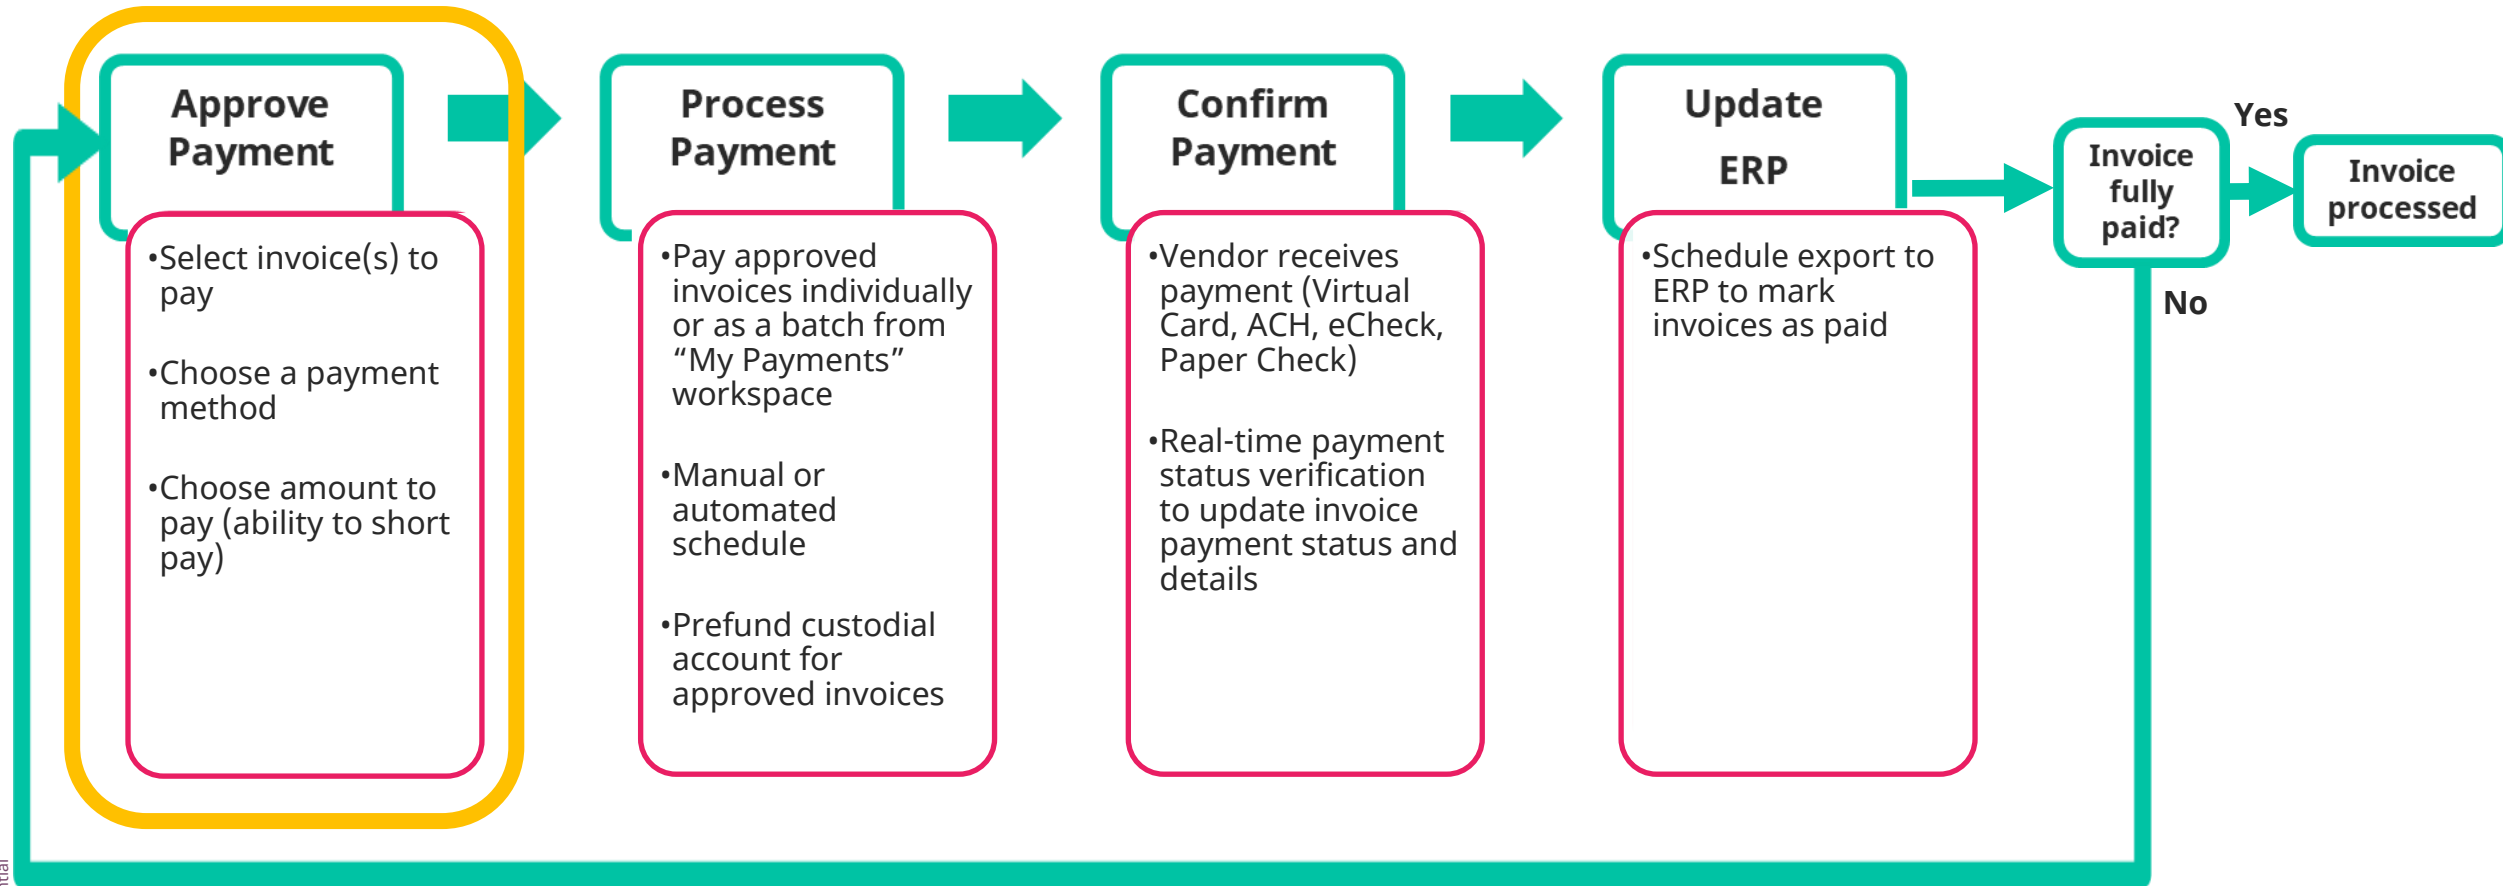 Approve
Payment
•Select invoice(s) to
pay
•Choose a payment
method
•Choose amount to
pay (ability to short
pay)
Process
Payment
•Pay approved
invoices individually
or as a batch from
“My Payments”
workspace
•Manual or
automated
schedule
•Prefund custodial
account for
approved invoices
Confirm
Payment
•Vendor receives
payment (Virtual
Card, ACH, eCheck,
Paper Check)
•Real-time payment
status verification
to update invoice
payment status and
details
Update
ERP
•Schedule export to
ERP to mark
invoices as paid
Invoice
fully
paid?
Yes
No
Invoice
processed